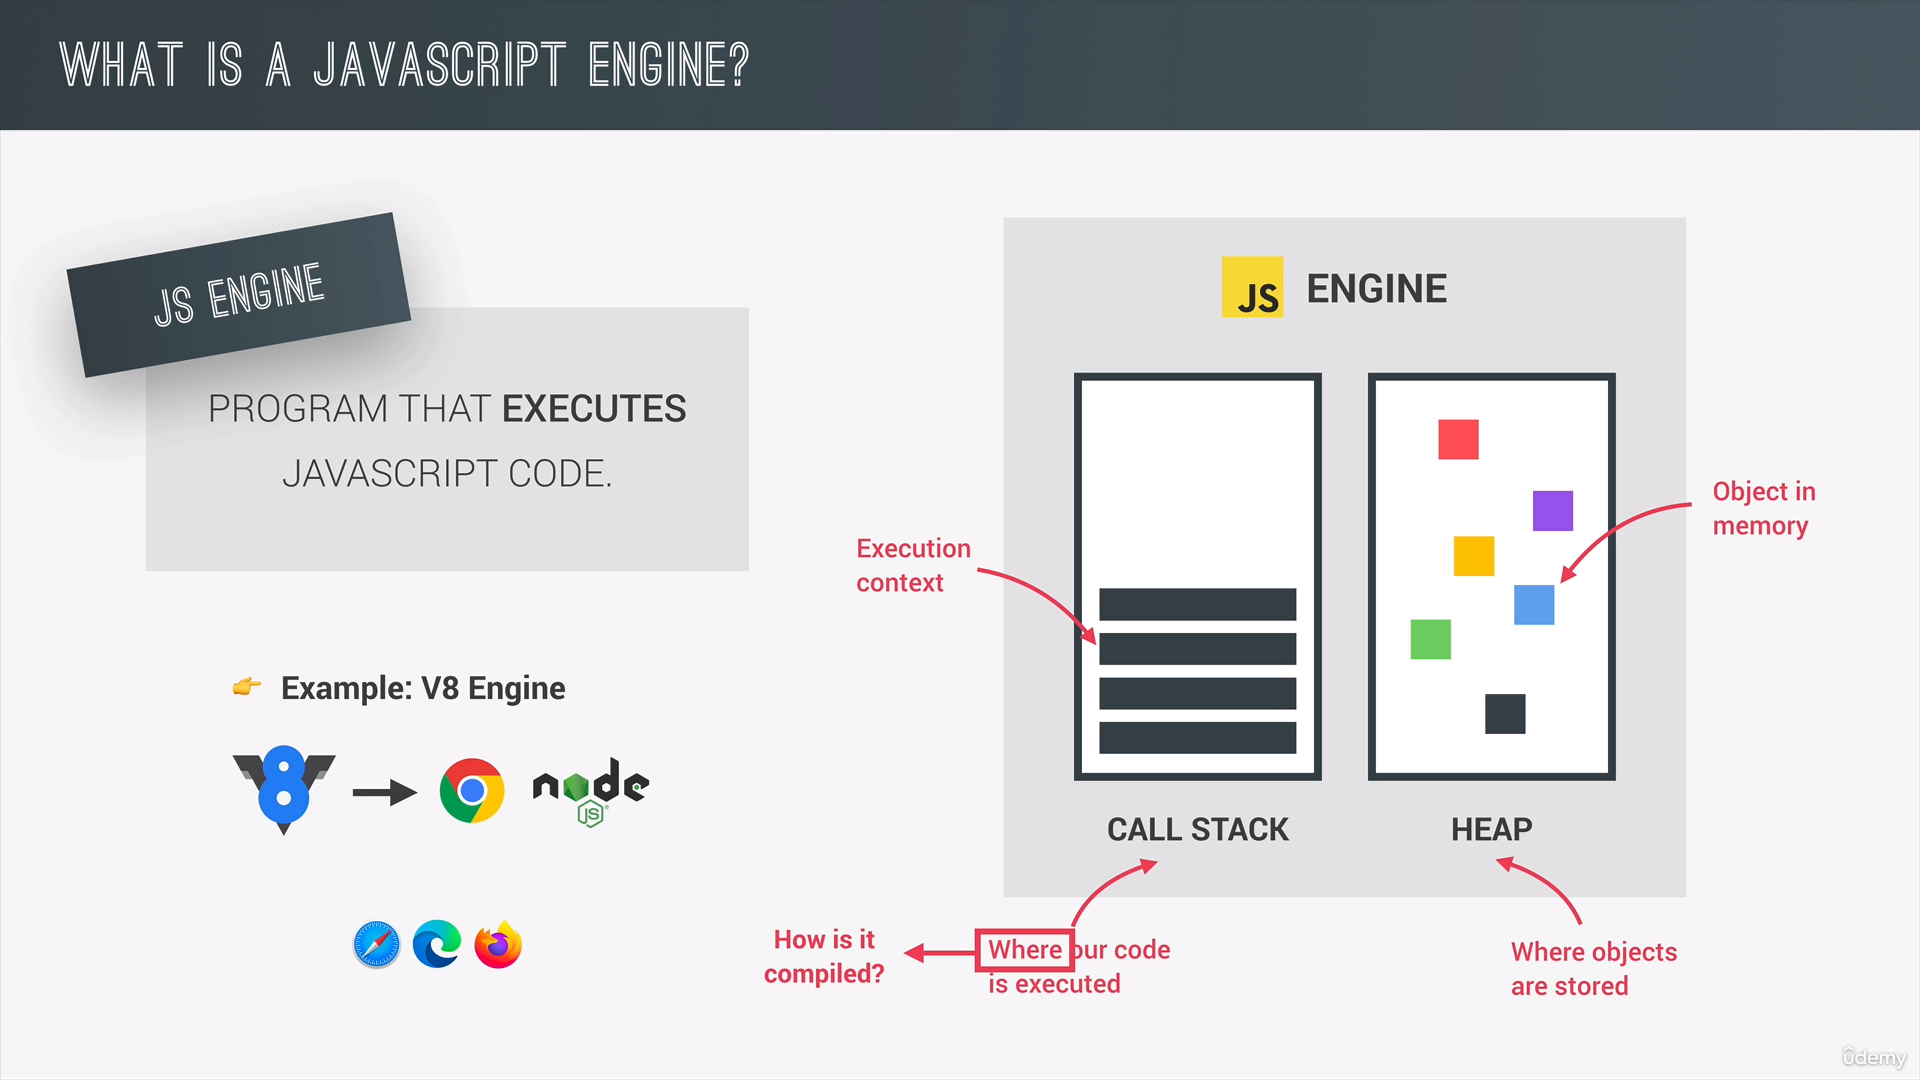 WHAT IS A JAVASCRIPT ENGINE?
JS ENGINE
PROGRAM THAT EXECUTES
JAVASCRIPT CODE.
Example: V8 Engine
8
node
JS
JS ENGINE
Execution
context
Object in
memory
CALL STACK
HEAP
How is it
compiled?
Where our code
is executed
Where objects
are stored
ûdemy